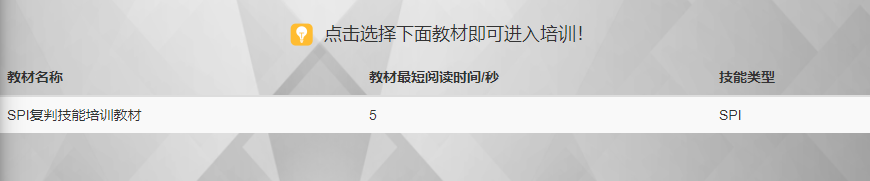 点击选择下面教材即可进入培训!
教材名称 教材最短阅读时间/秒 技能类型
SPI复判技能培训教材 5 SPI